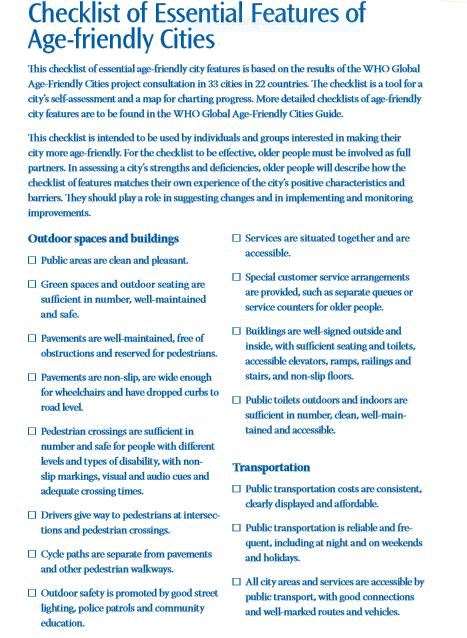 Checklist of Essential Features of
Age-friendly Cities
This checklist of essential age-friendly city features is based on the results of the WHO Global
Age-Friendly Cities project consultation in 33 cities in 22 countries. The checklist is a tool for a
city's self-assessment and a map for charting progress. More detailed checklists of age-friendly
city features are to be found in the WHO Global Age-Friendly Cities Guide.
This checklist is intended to be used by individuals and groups interested in making their
city more age-friendly. For the checklist to be effective, older people must be involved as full
partners. In assessing a city's strengths and deficiencies, older people will describe how the
checklist of features matches their own experience of the city's positive characteristics and
barriers. They should play a role in suggesting changes and in implementing and monitoring
improvements.
Outdoor spaces and buildings
☐ Public areas are clean and pleasant.
☐ Green spaces and outdoor seating are
sufficient in number, well-maintained
and safe.
☐ Pavements are well-maintained, free of
obstructions and reserved for pedestrians.
☐ Pavements are non-slip, are wide enough
for wheelchairs and have dropped curbs to
road level.
☐ Pedestrian crossings are sufficient in
number and safe for people with different
levels and types of disability, with non-
slip markings, visual and audio cues and
adequate crossing times.
☐ Drivers give way to pedestrians at intersec-
tions and pedestrian crossings.
☐ Cycle paths are separate from pavements
and other pedestrian walkways.
☐ Outdoor safety is promoted by good street
lighting, police patrols and community
education.
☐ Services are situated together and are
accessible.
☐ Special customer service arrangements
are provided, such as separate queues or
service counters for older people.
☐ Buildings are well-signed outside and
inside, with sufficient seating and toilets,
accessible elevators, ramps, railings and
stairs, and non-slip floors.
☐ Public toilets outdoors and indoors are
sufficient in number, clean, well-main-
tained and accessible.
Transportation
☐ Public transportation costs are consistent,
clearly displayed and affordable.
☐ Public transportation is reliable and fre-
quent, including at night and on weekends
and holidays.
☐ All city areas and services are accessible by
public transport, with good connections
and well-marked routes and vehicles.